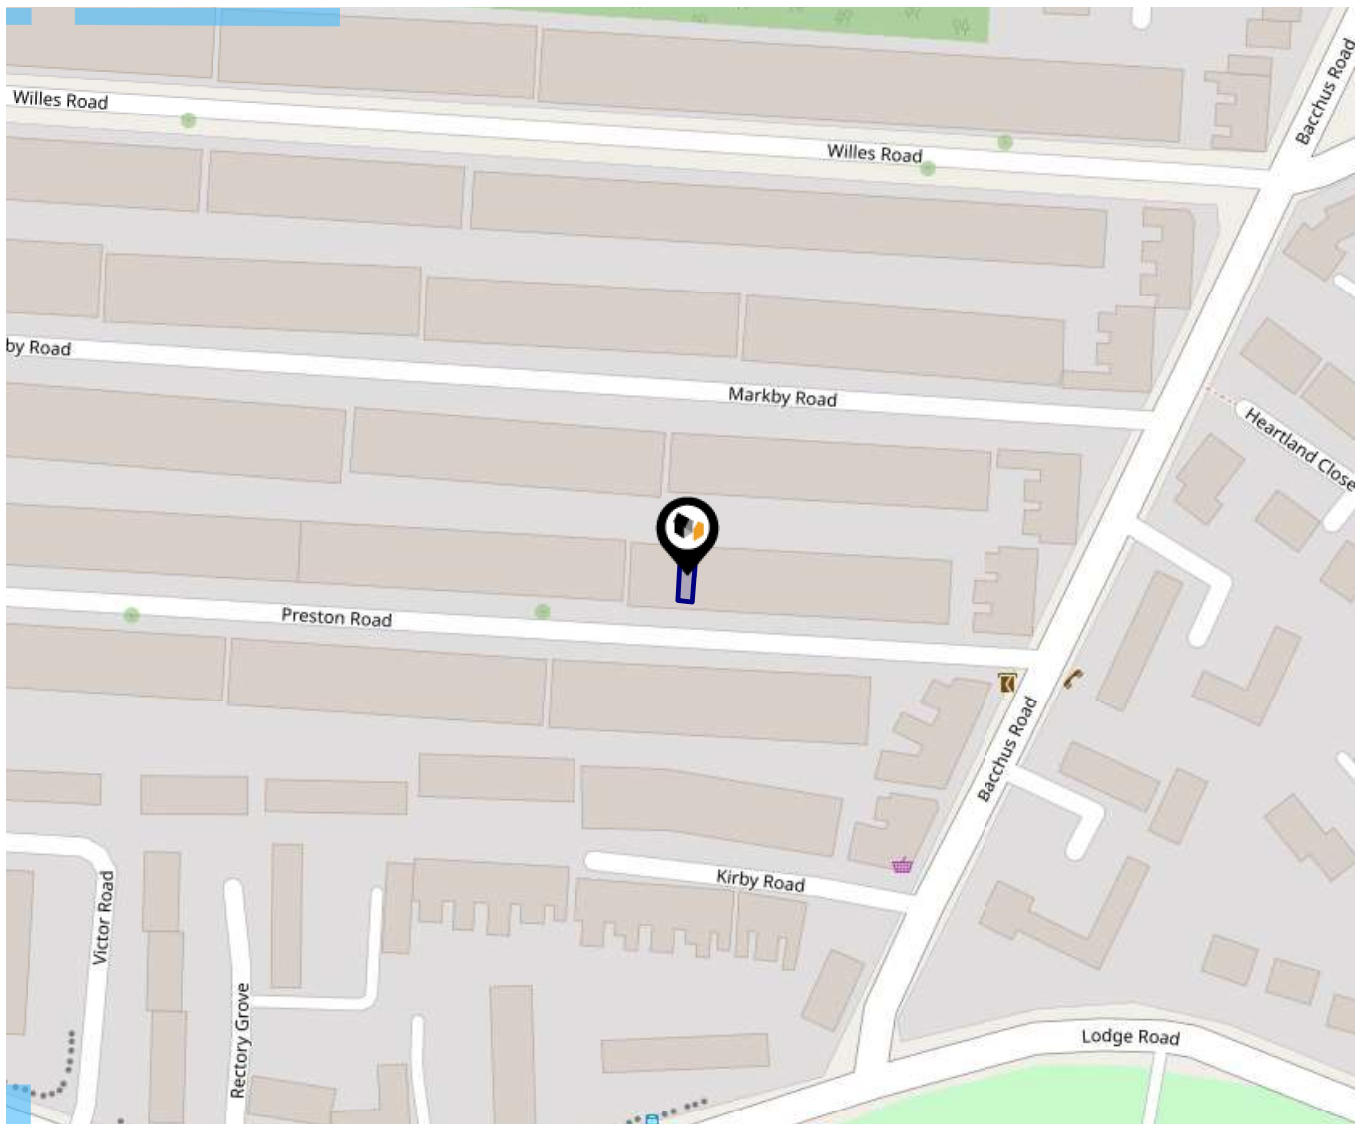 Bacchus Road
Willes Road
Willes Road
by Road
Markby Road
Heartland Close
Preston Road
Bacchus Road
Kirby Road
Victor Road
Rectory Grove
Lodge Road